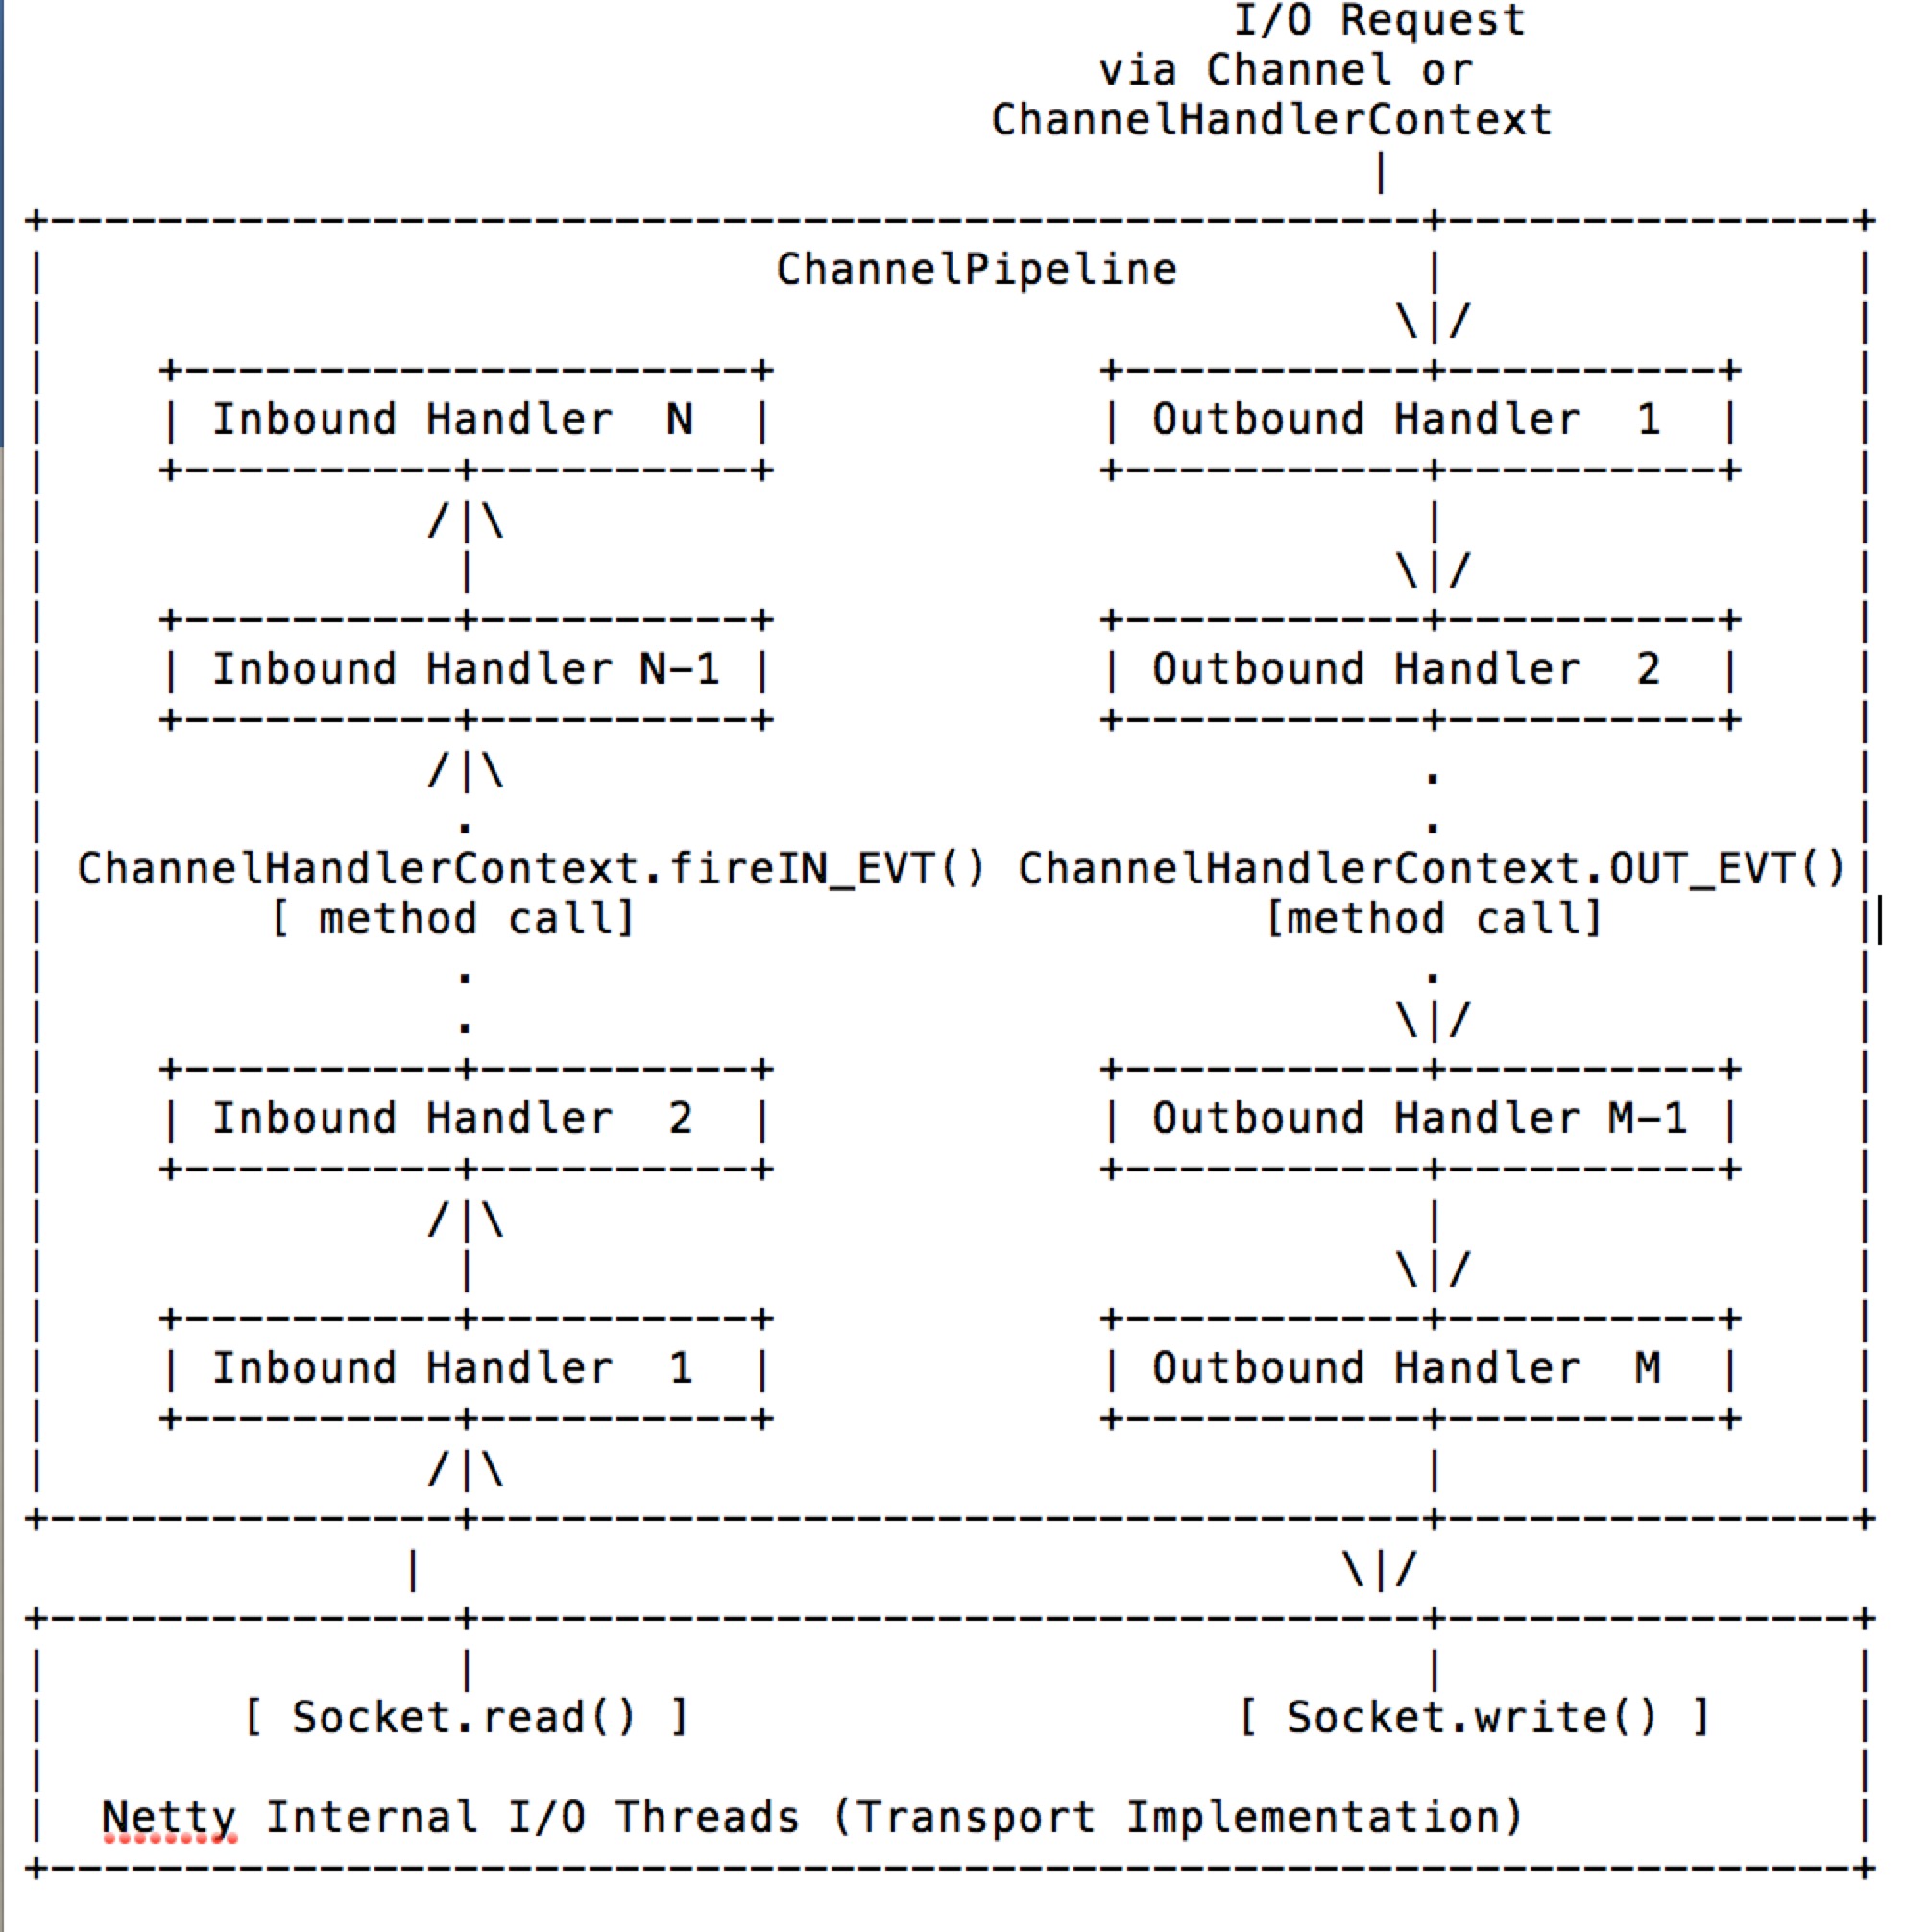 I/O Request
via Channel or
ChannelHandlerContext
|
+---------------------------------------------------+---------------+
|                           ChannelPipeline         |               |
|                                                  \|/              |
|    +---------------------+            +-----------+----------+    |
|    | Inbound Handler  N  |            | Outbound Handler  1  |    |
|    +----------+----------+            +-----------+----------+    |
|              /|\                                  |               |
|               |                                  \|/              |
|    +----------+----------+            +-----------+----------+    |
|    | Inbound Handler N-1 |            | Outbound Handler  2  |    |
|    +----------+----------+            +-----------+----------+    |
|              /|\                                  .               |
|               .                                   .               |
| ChannelHandlerContext.fireIN_EVT() ChannelHandlerContext.OUT_EVT()|
|        [ method call]                       [method call]         |
|               .                                   .               |
|               .                                  \|/              |
|    +----------+----------+            +-----------+----------+    |
|    | Inbound Handler  2  |            | Outbound Handler M-1 |    |
|    +----------+----------+            +-----------+----------+    |
|              /|\                                  |               |
|               |                                  \|/              |
|    +----------+----------+            +-----------+----------+    |
|    | Inbound Handler  1  |            | Outbound Handler  M  |    |
|    +----------+----------+            +-----------+----------+    |
|              /|\                                  |               |
+---------------+-----------------------------------+---------------+
              |                                  \|/
+---------------+-----------------------------------+---------------+
|               |                                   |               |
|       [ Socket.read() ]                    [ Socket.write() ]     |
|                                                                   |
|  Netty Internal I/O Threads (Transport Implementation)            |
+-------------------------------------------------------------------+